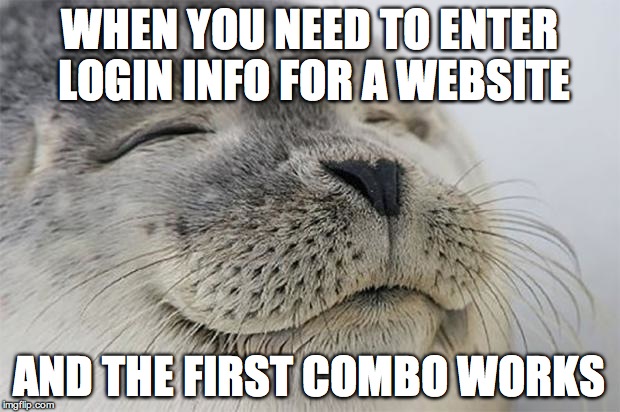 WHEN YOU NEED TO ENTER
LOGIN INFO FOR A WEBSITE
AND THE FIRST COMBO WORKS
imgflip.com